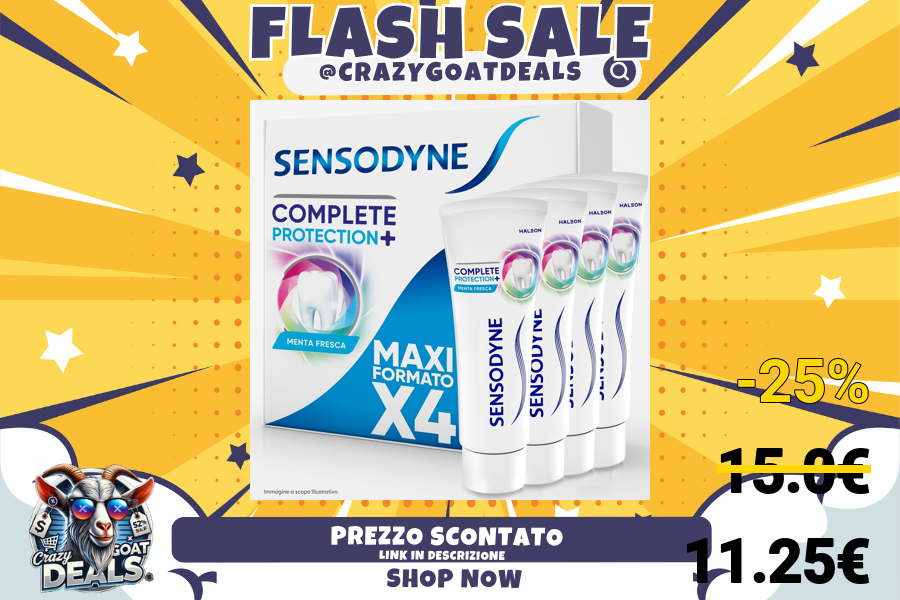 FLASH SALE
@CRAZYGOATDEALS
SENSODYNE
COMPLETE
PROTECTION+
MENTA FRESCA
MAXI
FORMATO
X4
HALEON
HALEON
HALEON
HALEON
COMPLETE
PROTECTION+
MENTA FRESCA
SENSODYNE
SENSODYNE
Immagine a scopo illustrativo
-25%
15.0€
11.25€
PREZZO SCONTATO
LINK IN DESCRIZIONE
SHOP NOW
$
52%
Crazy
GOAT
DEALS